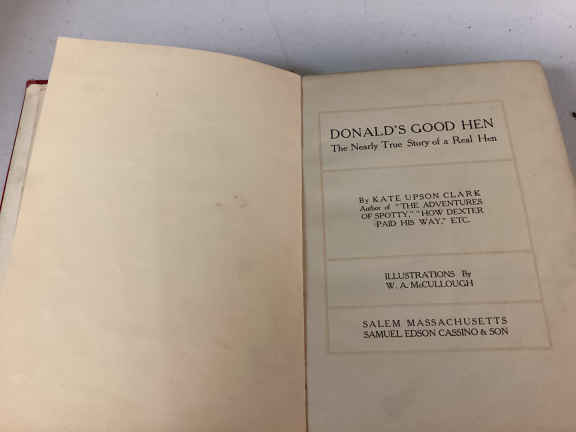 DONALD'S GOOD HEN
The Nearly True Story of a Real Hen
By KATE UPSON CLARK
Author of "THE ADVENTURES
OF SPOTTY," "HOW DEXTER
PAID HIS WAY," ETC.
ILLUSTRATIONS By
W. A. McCULLOUGH
SALEM MASSACHUSETTS
SAMUEL EDSON CASSINO & SON